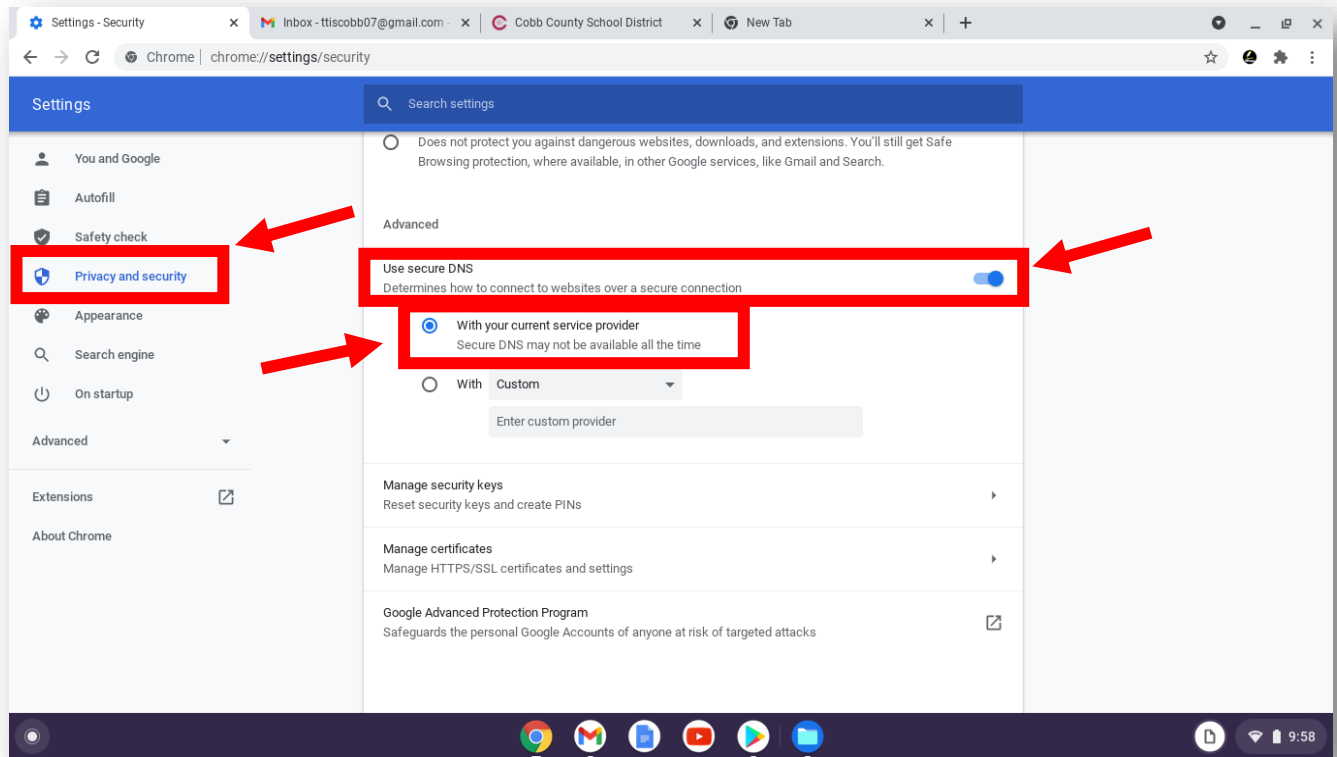 Settings - Security
Inbox - ttiscobb07@gmail.com -
Cobb County School District
New Tab
Chrome
chrome://settings/security
Settings
Search settings
You and Google
Autofill
Safety check
Privacy and security
Appearance
Search engine
On startup
Advanced
Extensions
About Chrome
Does not protect you against dangerous websites, downloads, and extensions. You'll still get Safe
Browsing protection, where available, in other Google services, like Gmail and Search.
Advanced
Use secure DNS
Determines how to connect to websites over a secure connection
With your current service provider
Secure DNS may not be available all the time
With Custom
Enter custom provider
Manage security keys
Reset security keys and create PINs
Manage certificates
Manage HTTPS/SSL certificates and settings
Google Advanced Protection Program
Safeguards the personal Google Accounts of anyone at risk of targeted attacks
9:58